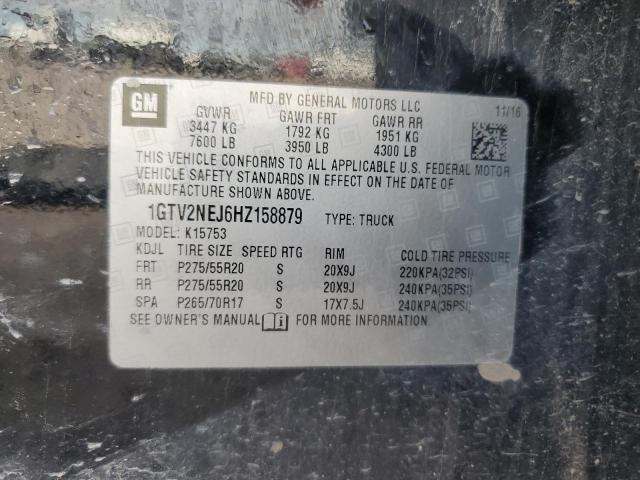 GM
MFD BY GENERAL MOTORS LLC
11/16
GVWR GAWR FRT GAWR RR
3447 KG 1792 KG 1951 KG
7600 LB 3950 LB 4300 LB
THIS VEHICLE CONFORMS TO ALL APPLICABLE U.S. FEDERAL MOTOR
VEHICLE SAFETY STANDARDS IN EFFECT ON THE DATE OF
MANUFACTURE SHOWN ABOVE.
1GTV2NEJ6HZ158879 TYPE: TRUCK
MODEL: K15753
KDJL TIRE SIZE SPEED RTG RIM COLD TIRE PRESSURE
FRT P275/55R20 S 20X9J 220KPA(32PSI)
RR P275/55R20 S 20X9J 240KPA(35PSI)
SPA P265/70R17 S 17X7.5J 240KPA(35PSI)
SEE OWNER'S MANUAL i FOR MORE INFORMATION.